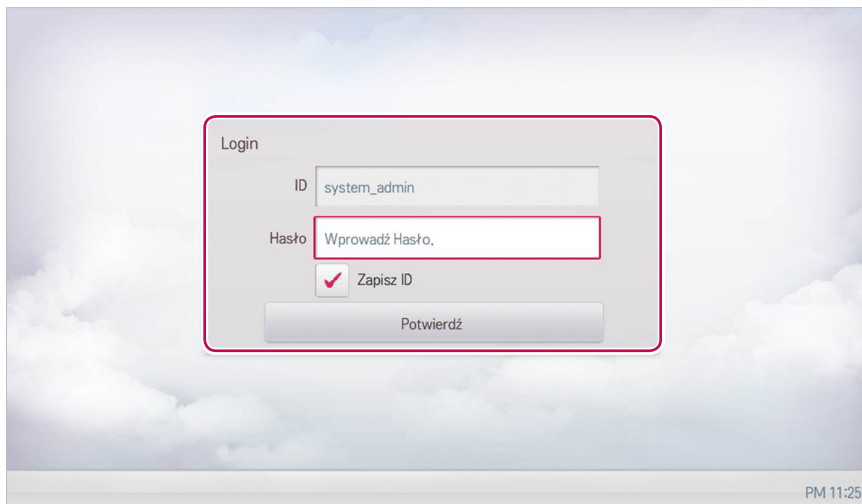 Login
ID system_admin
Hasło Wprowadź Hasło.
Zapisz ID
Potwierdź
PM 11:25